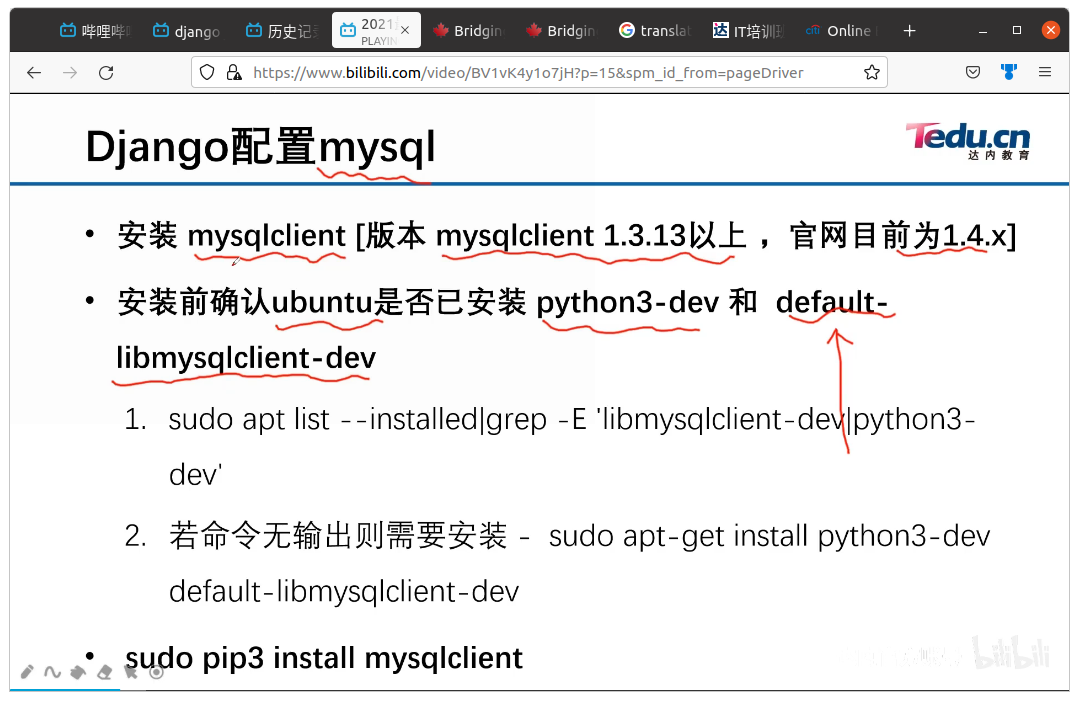 哔哩哔哩
django
历史记录
2021
PLAYIN
Bridgin
Bridgin
translat
IT培训班
citi Online
https://www.bilibili.com/video/BV1vK4y1o7jH?p=15&spm_id_from=pageDriver
Django配置mysql
Tedu.cn
达内教育
• 安装 mysqlclient [版本 mysqlclient 1.3.13以上 ，官网目前为1.4.x]
• 安装前确认ubuntu是否已安装 python3-dev 和 default-
libmysqlclient-dev
1. sudo apt list --installed|grep -E 'libmysqlclient-dev|python3-
dev'
2. 若命令无输出则需要安装 - sudo apt-get install python3-dev
default-libmysqlclient-dev
• sudo pip3 install mysqlclient
bilibili